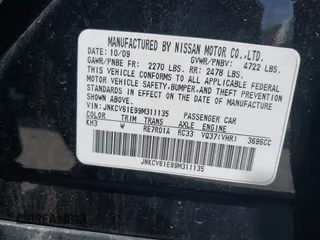 MANUFACTURED BY NISSAN MOTOR CO.,LTD.
DATE: 10/09 GVWR/PNBV: 4722 LBS.
GAWR/PNBE FR: 2270 LBS. RR: 2478 LBS.
THIS VEHICLE CONFORMS TO ALL APPLICABLE FEDERAL
MOTOR VEHICLE SAFETY,BUMPER,AND THEFT PREVENTION
STANDARDS IN EFFECT ON THE DATE OF MANUFACTURE
SHOWN ABOVE.
VIN: JNKCV61E99M311135 PASSENGER CAR
COLOR TRIM TRANS AXLE ENGINE
KH3 W RE7R01A RC33 VQ37(VHR) 3696CC
JNKCV61E99M311135